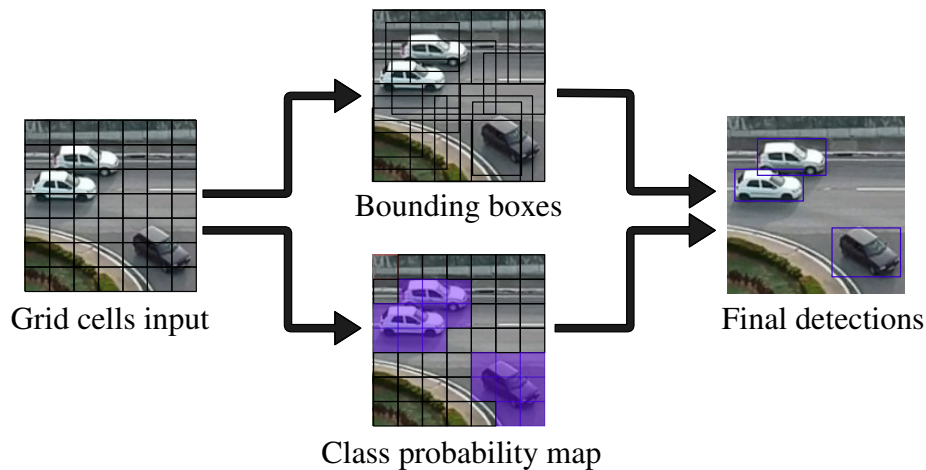 Bounding boxes
Grid cells input
Final detections
Class probability map